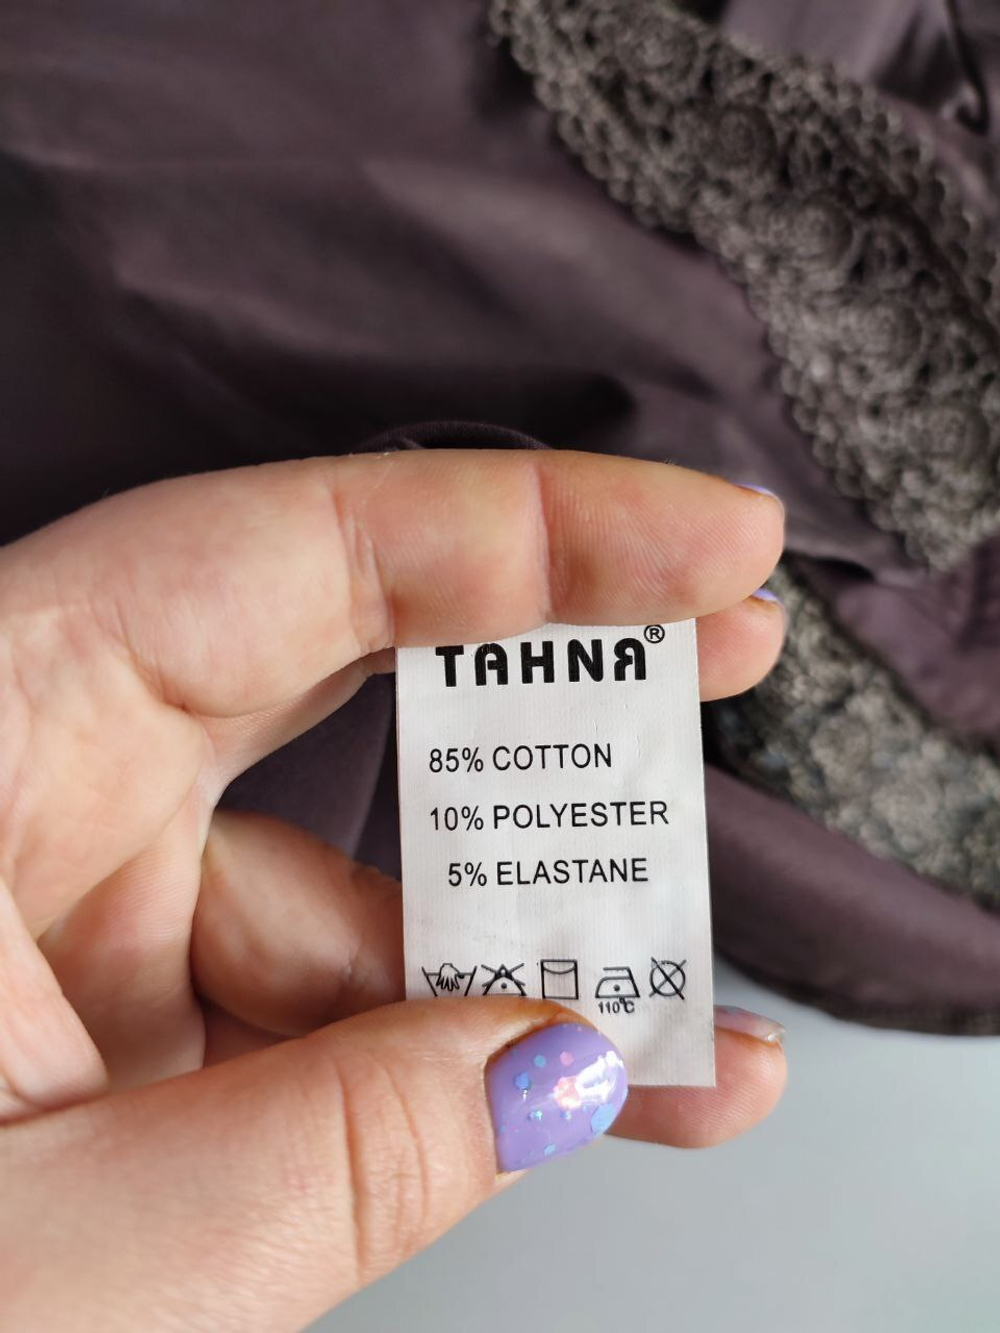 TAHNЯ®
85% COTTON
10% POLYESTER
5% ELASTANE
110°C